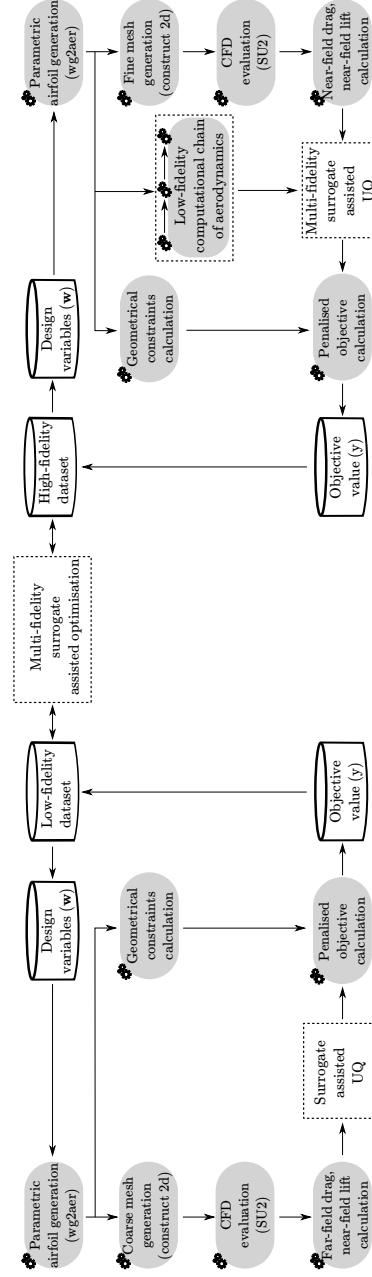 Parametric
airfoil generation
(wg2aer)
Design
variables (w)
Low-fidelity
dataset
Multi-fidelity
surrogate
assisted optimisation
High-fidelity
dataset
Design
variables (w)
Parametric
airfoil generation
(wg2aer)
Coarse mesh
generation
(construct 2d)
Geometrical
constraints
calculation
Geometrical
constraints
calculation
Low-fidelity
computational chain
of aerodynamics
Fine mesh
generation
(construct 2d)
CFD
evaluation
(SU2)
CFD
evaluation
(SU2)
Far-field drag,
near-field lift
calculation
Surrogate
assisted
UQ
Penalised
objective
calculation
Objective
value (y)
Objective
value (y)
Penalised
objective
calculation
Multi-fidelity
surrogate
assisted
UQ
Near-field drag,
near-field lift
calculation